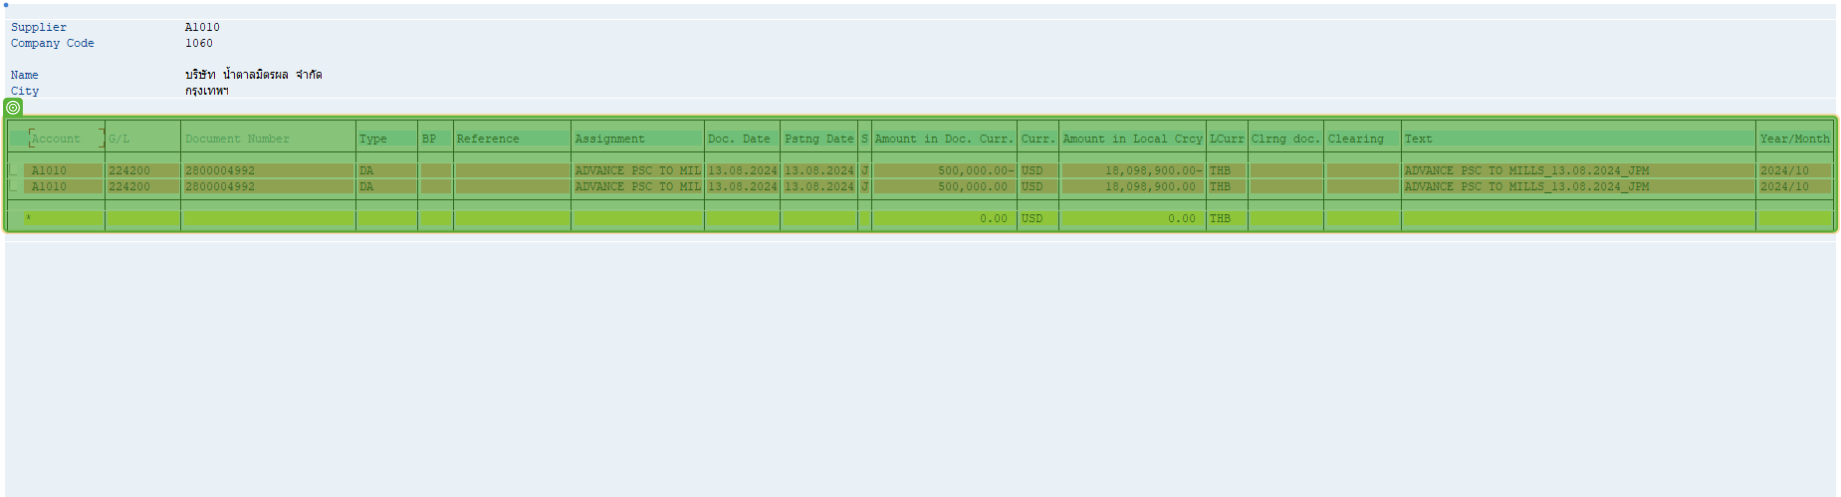 Supplier A1010
Company Code 1060
Name บริษัท น้ำตาลมิตรผล จำกัด
City กรุงเทพฯ
Account G/L Document Number Type BP Reference Assignment Doc. Date Pstng Date S Amount in Doc. Curr. Curr. Amount in Local Crcy LCurr Clrng doc. Clearing Text Year/Month
A1010 224200 2800004992 DA ADVANCE PSC TO MIL 13.08.2024 13.08.2024 J 500,000.00- USD 18,098,900.00- THB ADVANCE PSC TO MILLS_13.08.2024_JPM 2024/10
A1010 224200 2800004992 DA ADVANCE PSC TO MIL 13.08.2024 13.08.2024 J 500,000.00 USD 18,098,900.00 THB ADVANCE PSC TO MILLS_13.08.2024_JPM 2024/10
* 0.00 USD 0.00 THB